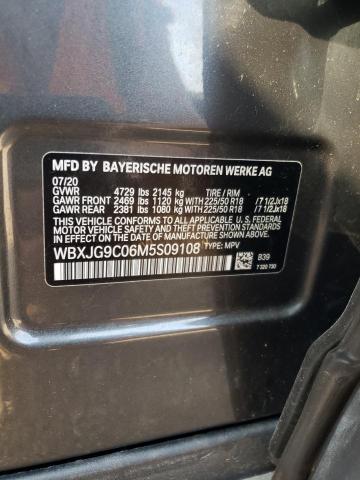 MFD BY BAYERISCHE MOTOREN WERKE AG
07/20
GVWR 4729 lbs 2145 kg TIRE / RIM
GAWR FRONT 2469 lbs 1120 kg WITH 225/50 R18 /7 1/2Jx18
GAWR REAR 2381 lbs 1080 kg WITH 225/50 R18 /7 1/2Jx18
THIS VEHICLE CONFORMS TO ALL APPLICABLE U.S. FEDERAL
MOTOR VEHICLE SAFETY, BUMPER, AND THEFT PREVENTION
STANDARDS IN EFFECT ON THE DATE OF MANUFACTURE
SHOWN ABOVE.
WBXJG9C06M5S09108 TYPE: MPV
B39